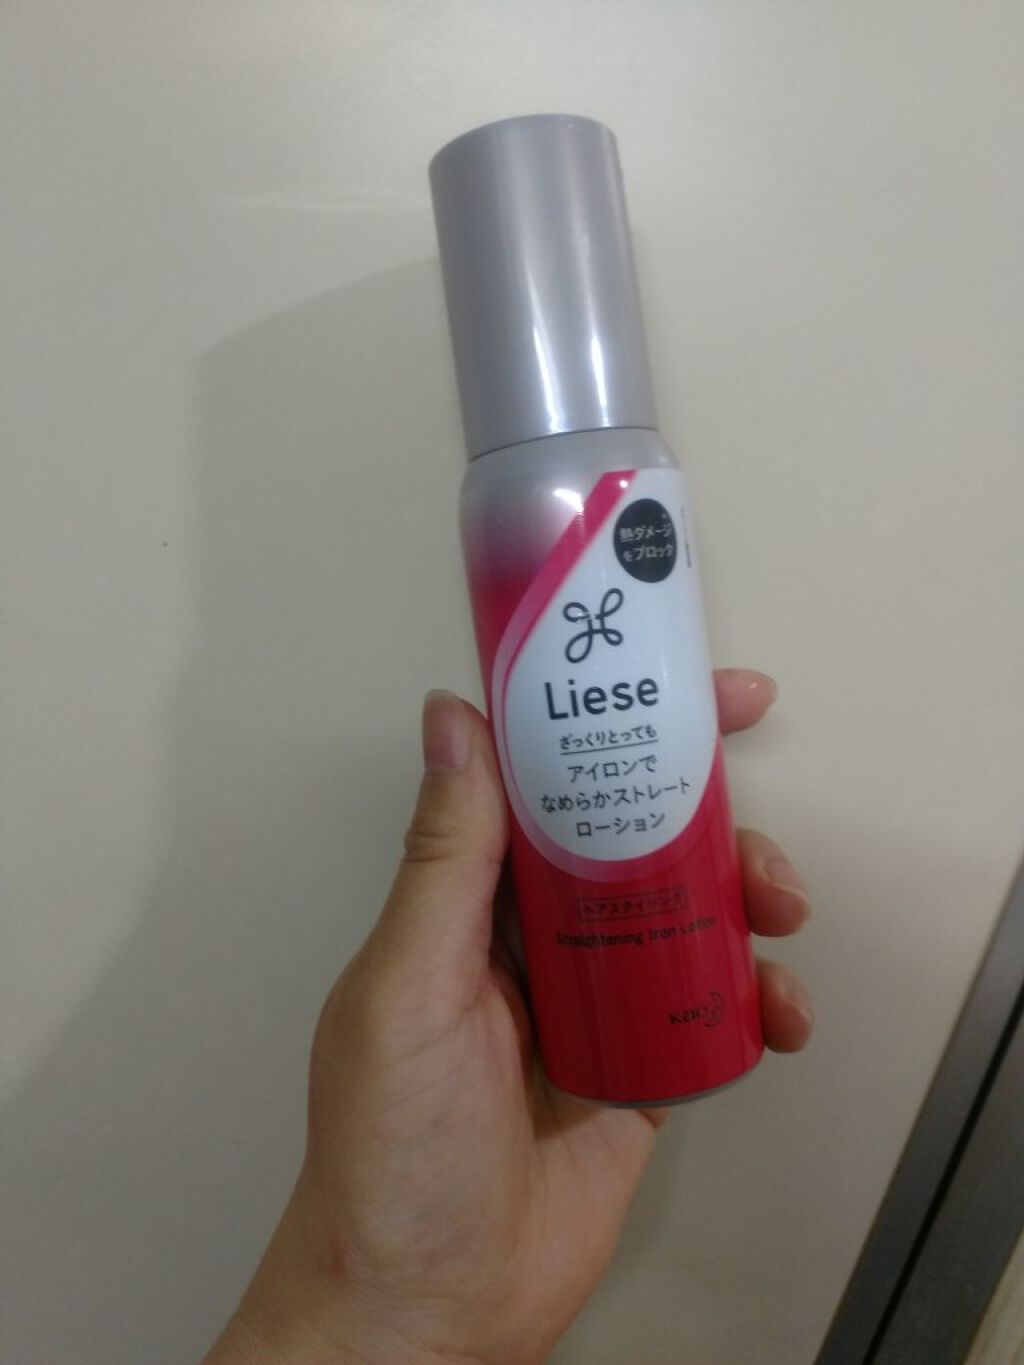 熱ダメージ
をブロック
Liese
ざっくりとっても
アイロンで
なめらかストレート
ローション
ヘアスタイリング
Straightening Iron Lotion
Kao